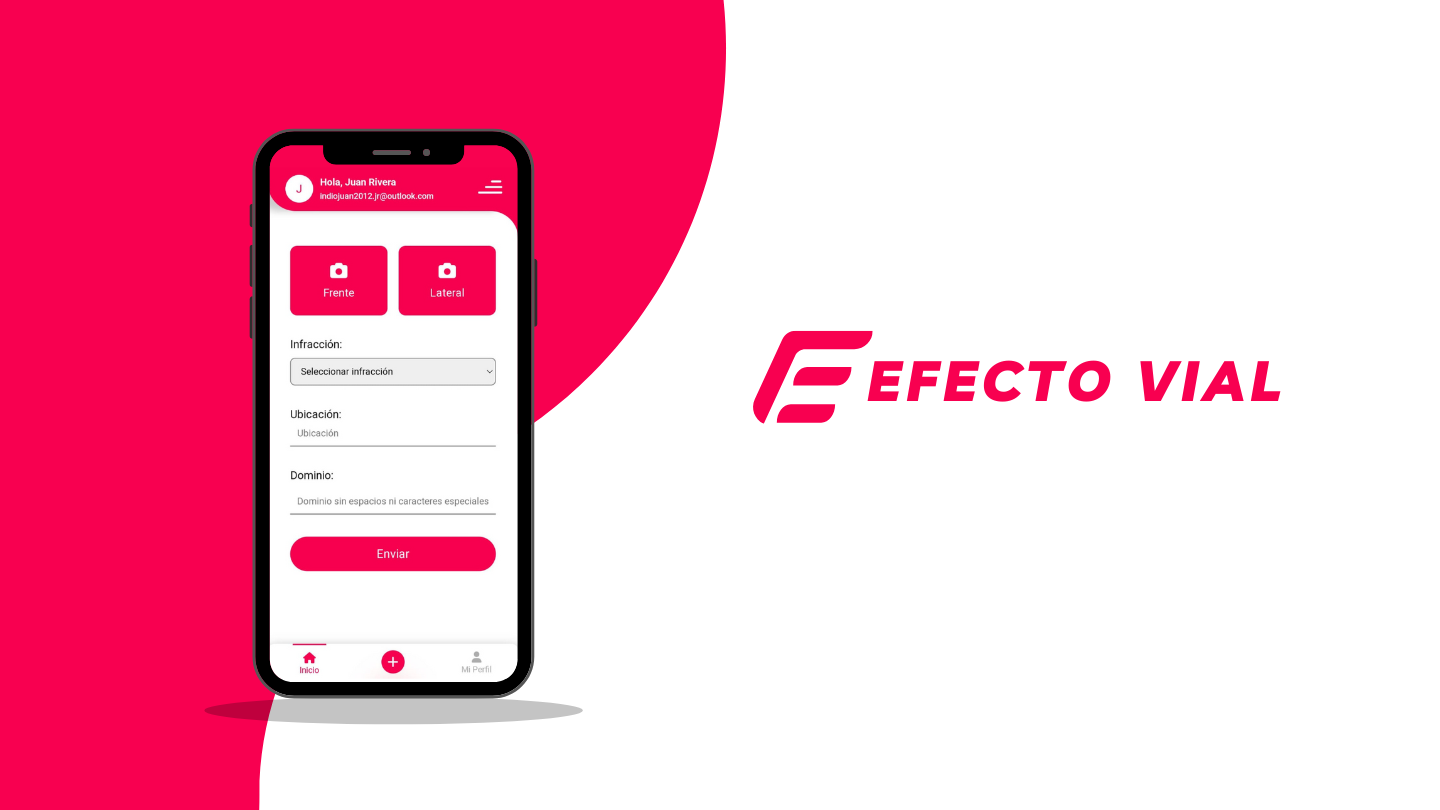 J
Hola, Juan Rivera
indiojuan2012.jr@outlook.com
Frente
Lateral
Infracción:
Seleccionar infracción
Ubicación:
Ubicación
Dominio:
Dominio sin espacios ni caracteres especiales
Enviar
Inicio
Mi Perfil
EFECTO VIAL